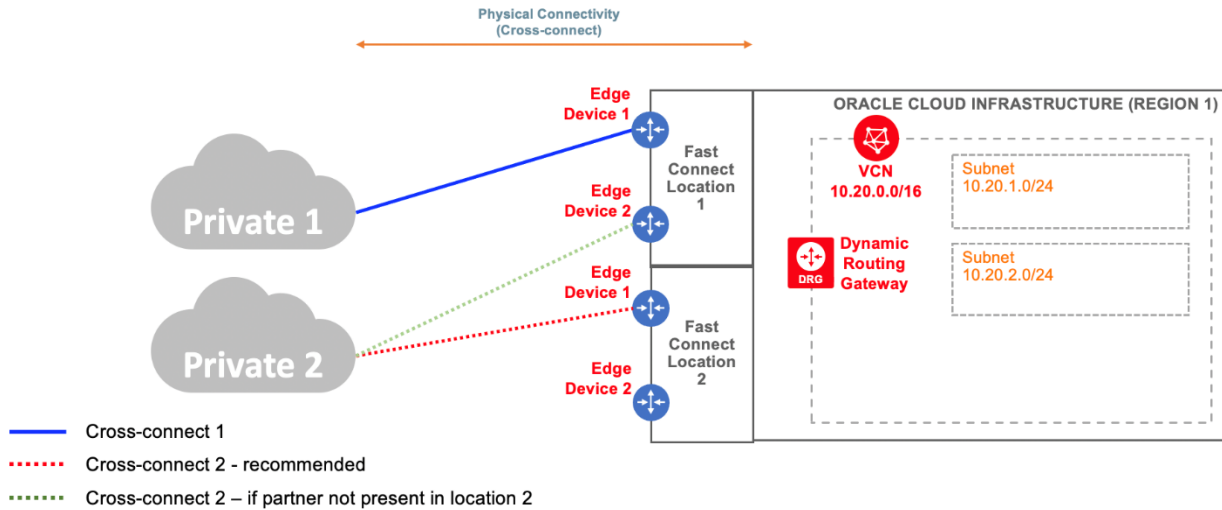 Physical Connectivity
(Cross-connect)
ORACLE CLOUD INFRASTRUCTURE (REGION 1)
Edge
Device 1
Fast
Connect
Location
1
Edge
Device 2
VCN
10.20.0.0/16
Subnet
10.20.1.0/24
Private 1
Dynamic
Routing
Gateway
DRG
Subnet
10.20.2.0/24
Edge
Device 1
Fast
Connect
Location
2
Edge
Device 2
Private 2
Cross-connect 1
Cross-connect 2 - recommended
Cross-connect 2 – if partner not present in location 2